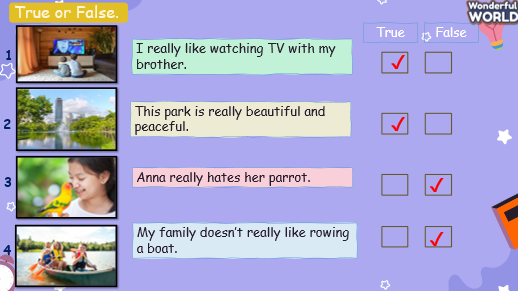 True or False.
Wonderful
WORLD
True False
1
I really like watching TV with my
brother.
2
This park is really beautiful and
peaceful.
3
Anna really hates her parrot.
4
My family doesn't really like rowing
a boat.